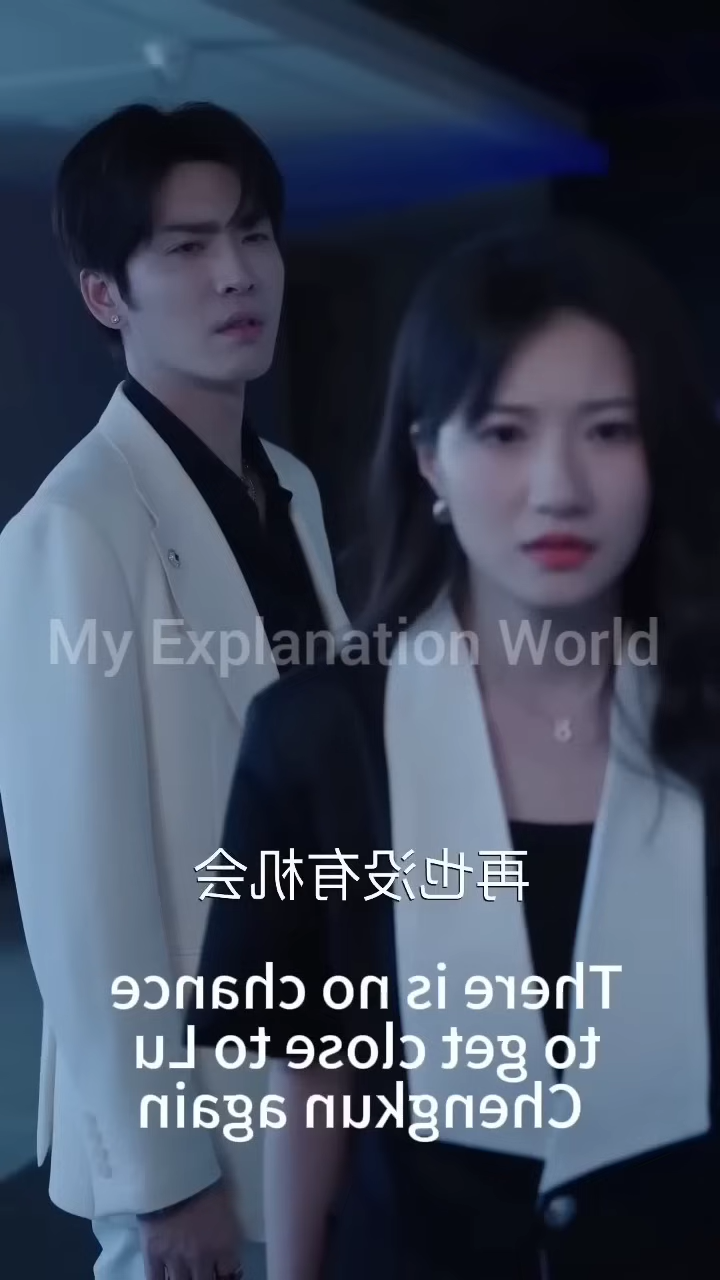 My Explanation World
再也没有机会
There is no chance
to get close to Lu
Chengkun again